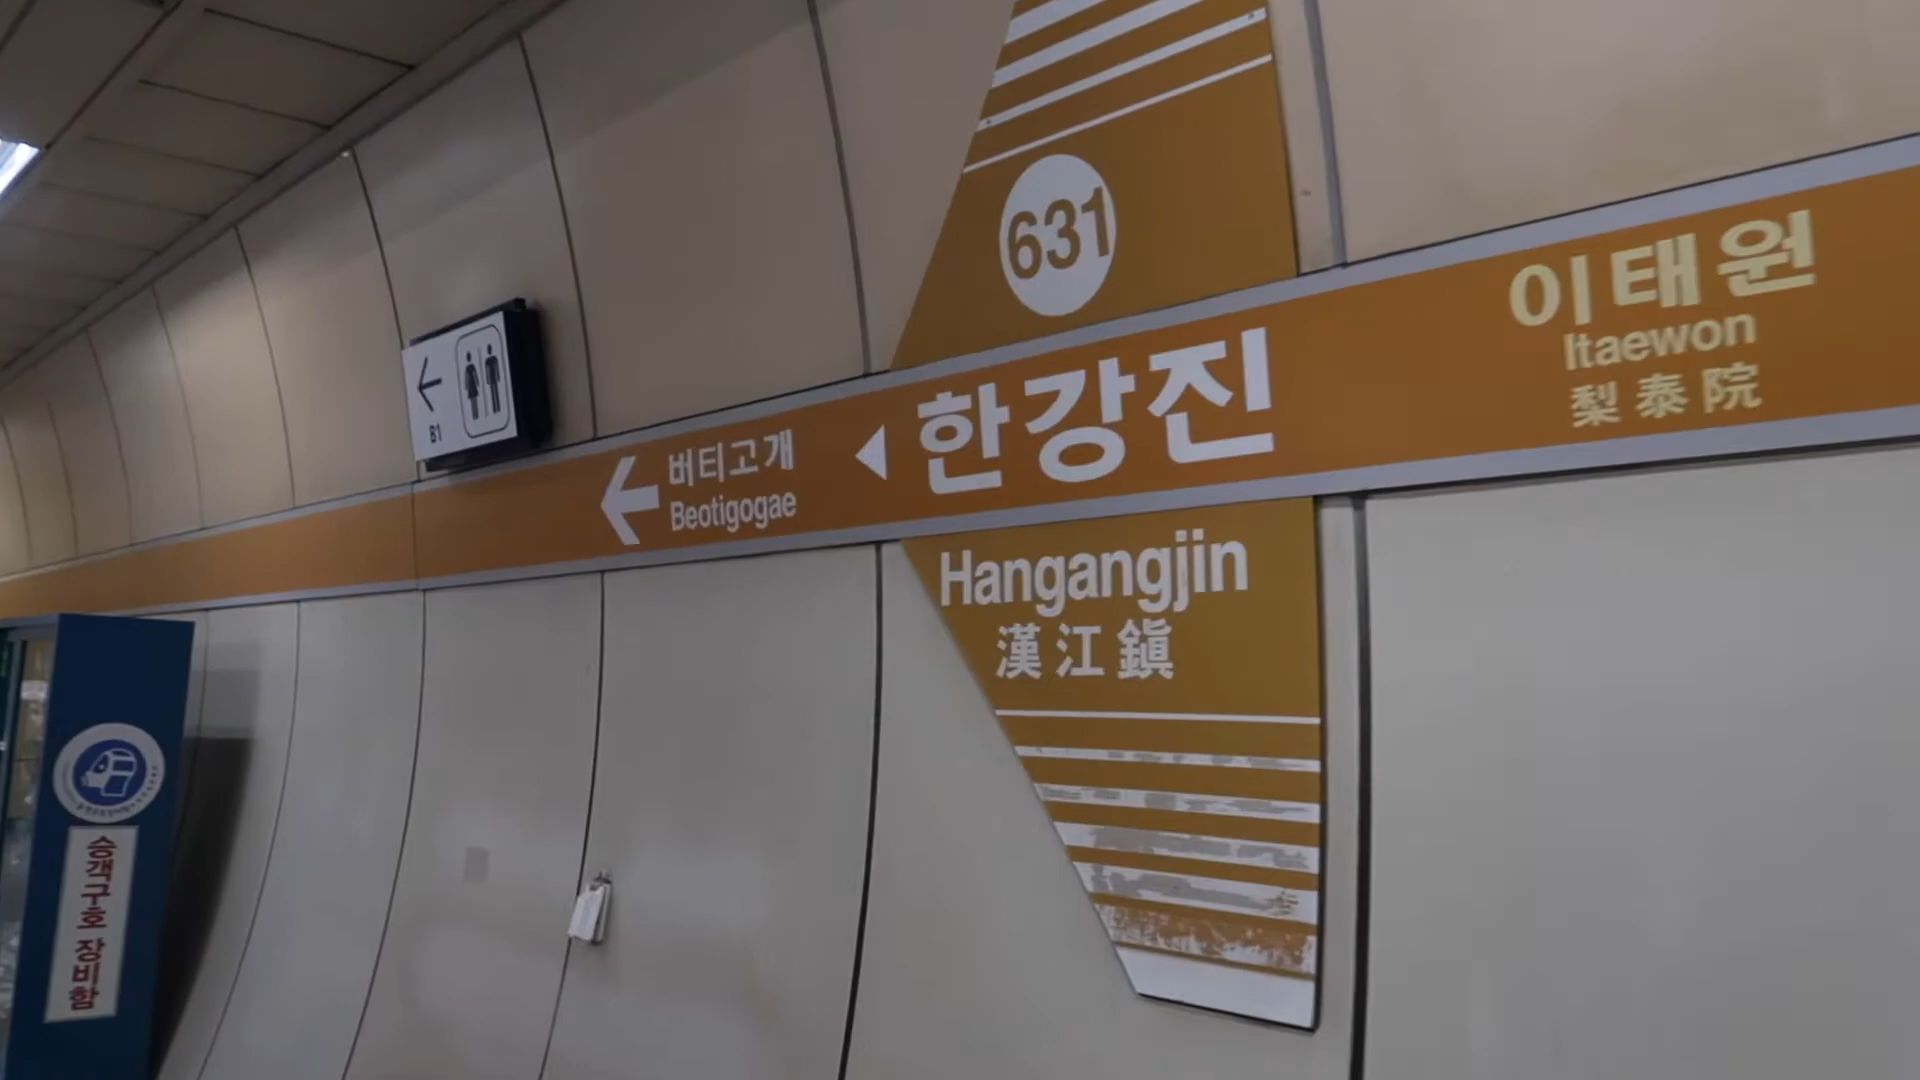 631
이태원
Itaewon
梨泰院
한강진
버티고개
Beotigogae
B1
Hangangjin
漢江鎭
승객구호 장비함